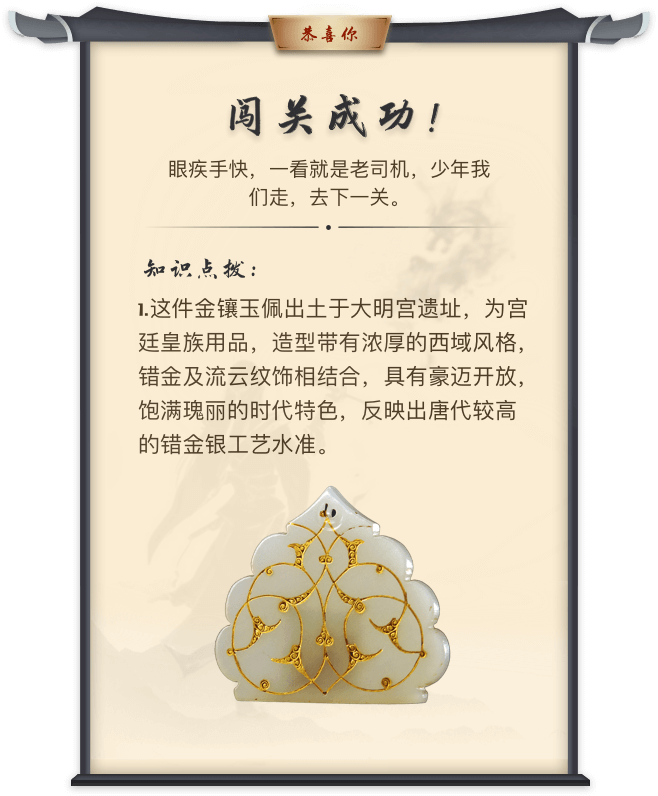 恭喜你
闯关成功！
眼疾手快，一看就是老司机，少年我
们走，去下一关。
知识点拨：
1.这件金镶玉佩出土于大明宫遗址，为宫
廷皇族用品，造型带有浓厚的西域风格，
错金及流云纹饰相结合，具有豪迈开放，
饱满瑰丽的时代特色，反映出唐代较高
的错金银工艺水准。